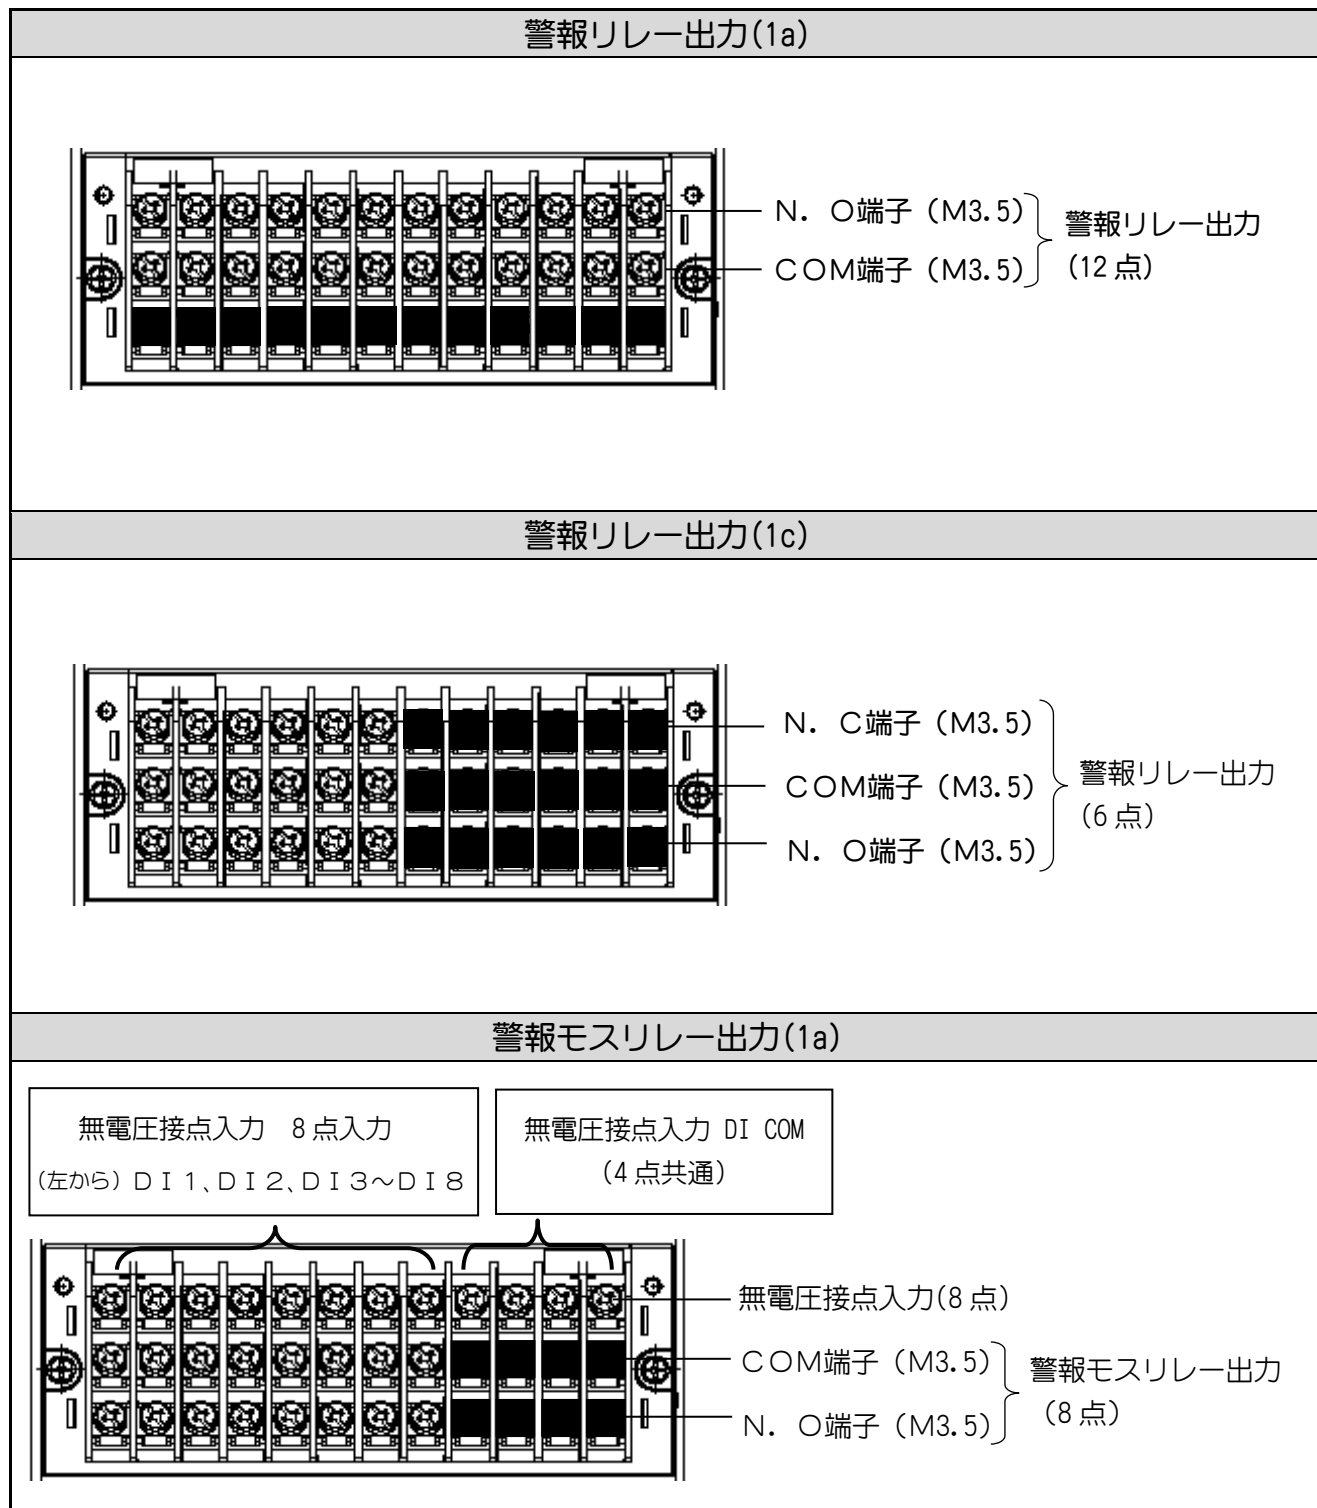 警報リレー出力(1a)
N. O端子 (M3.5)
COM端子 (M3.5)
警報リレー出力
(12点)
警報リレー出力(1c)
N. C端子 (M3.5)
COM端子 (M3.5)
N. O端子 (M3.5)
警報リレー出力
(6点)
警報モスリレー出力(1a)
無電圧接点入力 8点入力
(左から) DI1、DI2、DI3～DI8
無電圧接点入力 DI COM
(4点共通)
無電圧接点入力(8点)
COM端子 (M3.5)
N. O端子 (M3.5)
警報モスリレー出力
(8点)